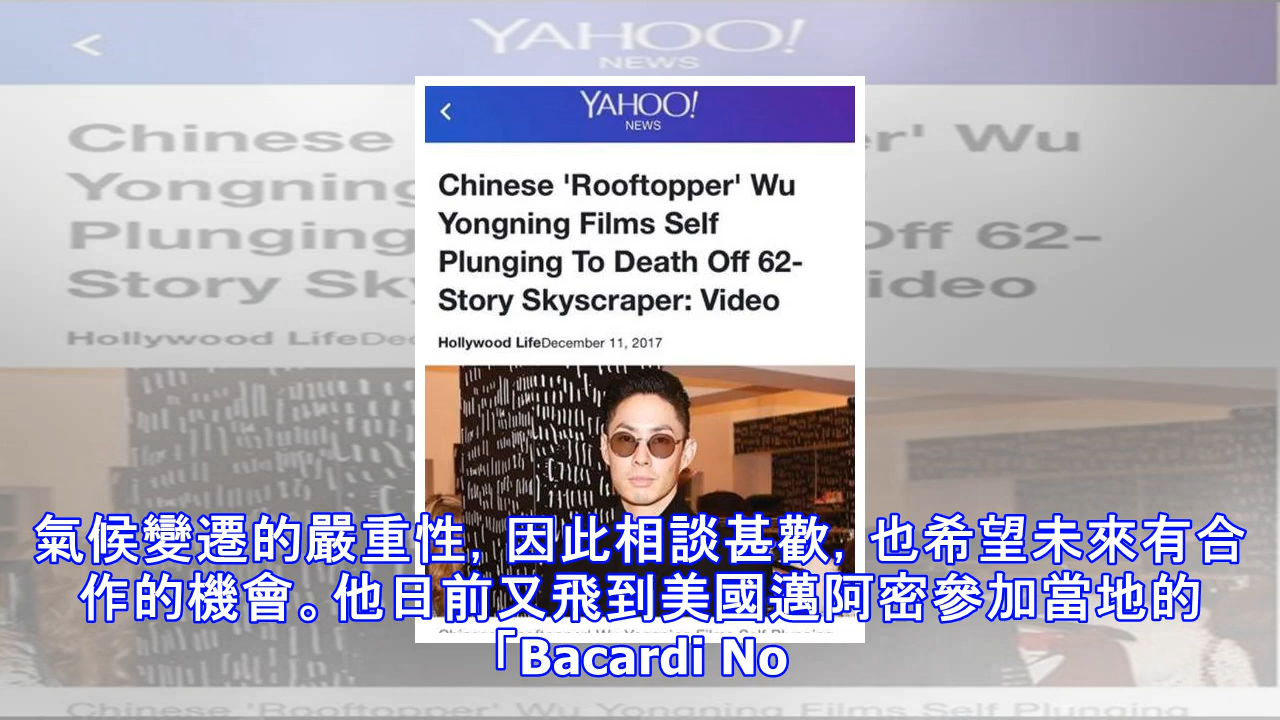 YAHOO!
NEWS
Chinese 'Rooftopper' Wu
Yongning Films Self
Plunging To Death Off 62-
Story Skyscraper: Video
Hollywood LifeDecember 11, 2017
氣候變遷的嚴重性, 因此相談甚歡, 也希望未來有合
作的機會。他日前又飛到美國邁阿密參加當地的
「Bacardi No